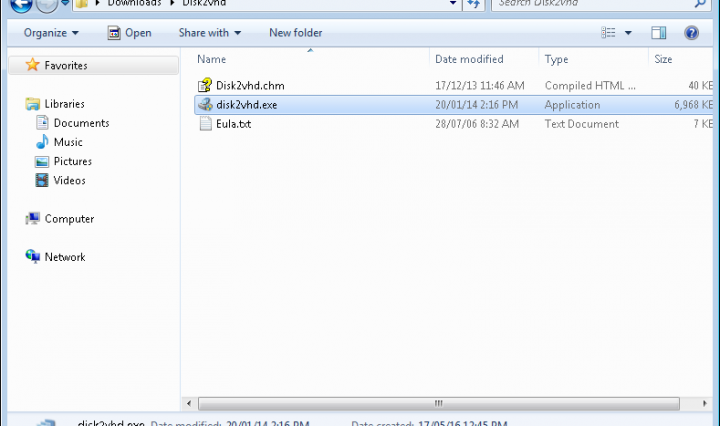 Downloads ▸ Disk2vhd Search Disk2vhd
Organize Open Share with New folder
Name Date modified Type Size
Favorites
Disk2vhd.chm 17/12/13 11:46 AM Compiled HTML ... 40 KB
Libraries disk2vhd.exe 20/01/14 2:16 PM Application 6,968 KB
Documents Eula.txt 28/07/06 8:32 AM Text Document 7 KB
Music
Pictures
Videos
Computer
Network
disk2vhd.exe Date modified: 20/01/14 2:16 PM Date created: 17/05/16 12:45 PM